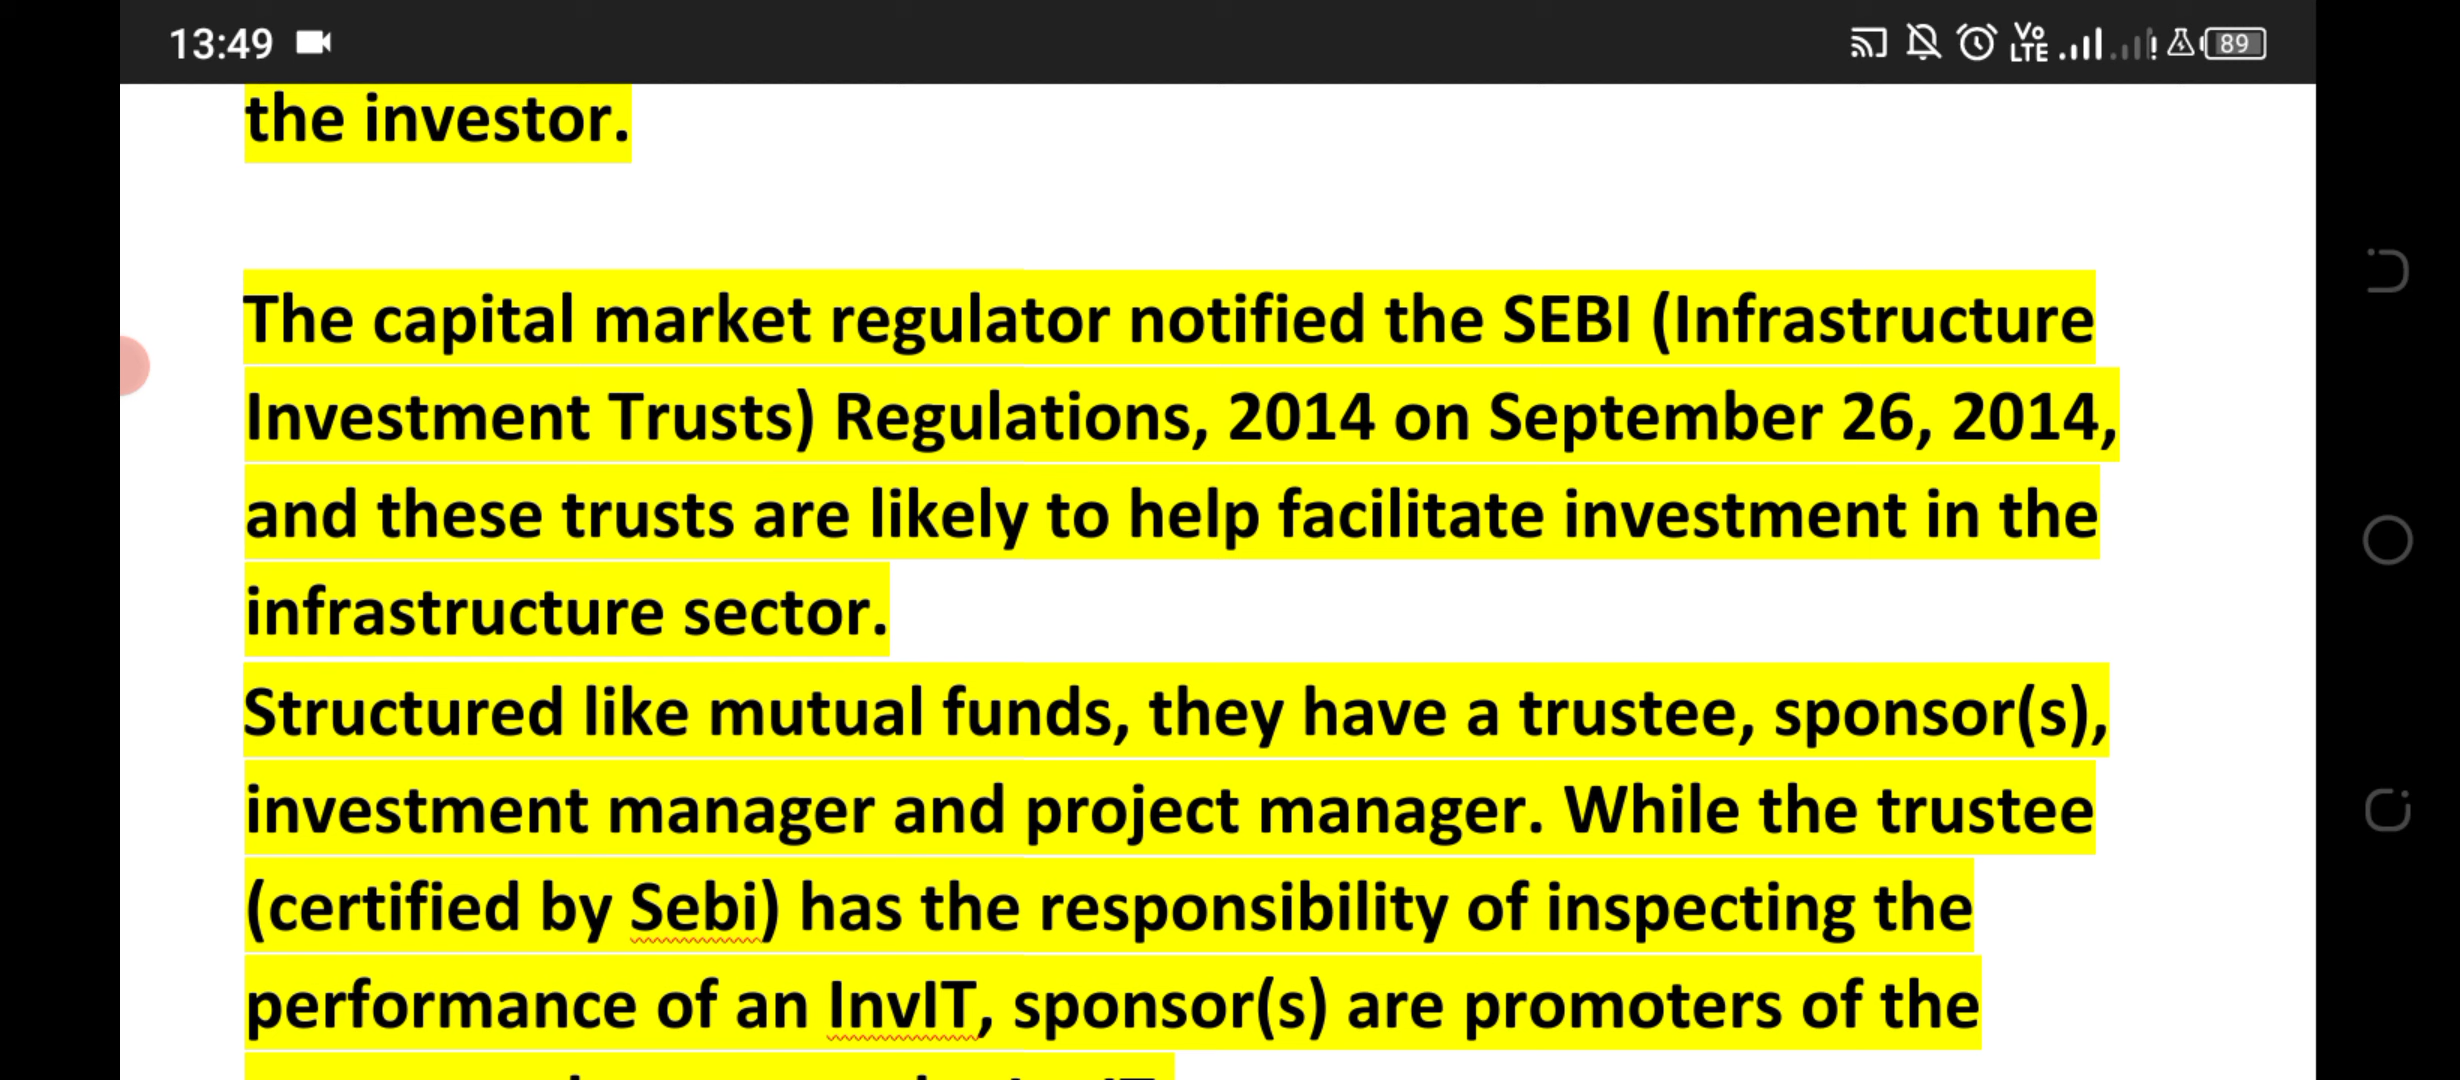 13:49
Vo LTE
89
the investor.
The capital market regulator notified the SEBI (Infrastructure
Investment Trusts) Regulations, 2014 on September 26, 2014,
and these trusts are likely to help facilitate investment in the
infrastructure sector.
Structured like mutual funds, they have a trustee, sponsor(s),
investment manager and project manager. While the trustee
(certified by Sebi) has the responsibility of inspecting the
performance of an InvIT, sponsor(s) are promoters of the